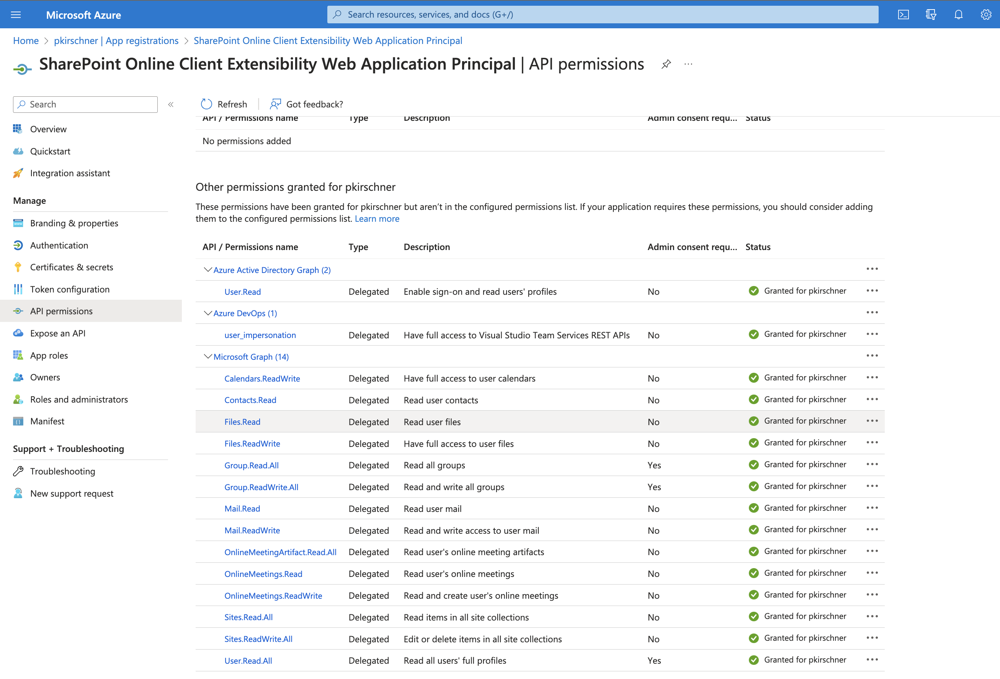 Microsoft Azure
Search resources, services, and docs (G+/)
Home > pkirschner | App registrations > SharePoint Online Client Extensibility Web Application Principal
SharePoint Online Client Extensibility Web Application Principal | API permissions
Search
Overview
Quickstart
Integration assistant
Manage
Branding & properties
Authentication
Certificates & secrets
Token configuration
API permissions
Expose an API
App roles
Owners
Roles and administrators
Manifest
Support + Troubleshooting
Troubleshooting
New support request
Refresh | Got feedback?
API / Permissions name Type Description Admin consent requ... Status
No permissions added
Other permissions granted for pkirschner
These permissions have been granted for pkirschner but aren’t in the configured permissions list. If your application requires these permissions, you should consider adding
them to the configured permissions list. Learn more
API / Permissions name Type Description Admin consent requ... Status
Azure Active Directory Graph (2)
User.Read Delegated Enable sign-on and read users' profiles No Granted for pkirschner
Azure DevOps (1)
user_impersonation Delegated Have full access to Visual Studio Team Services REST APIs No Granted for pkirschner
Microsoft Graph (14)
Calendars.ReadWrite Delegated Have full access to user calendars No Granted for pkirschner
Contacts.Read Delegated Read user contacts No Granted for pkirschner
Files.Read Delegated Read user files No Granted for pkirschner
Files.ReadWrite Delegated Have full access to user files No Granted for pkirschner
Group.Read.All Delegated Read all groups Yes Granted for pkirschner
Group.ReadWrite.All Delegated Read and write all groups Yes Granted for pkirschner
Mail.Read Delegated Read user mail No Granted for pkirschner
Mail.ReadWrite Delegated Read and write access to user mail No Granted for pkirschner
OnlineMeetingArtifact.Read.All Delegated Read user's online meeting artifacts No Granted for pkirschner
OnlineMeetings.Read Delegated Read user's online meetings No Granted for pkirschner
OnlineMeetings.ReadWrite Delegated Read and create user's online meetings No Granted for pkirschner
Sites.Read.All Delegated Read items in all site collections No Granted for pkirschner
Sites.ReadWrite.All Delegated Edit or delete items in all site collections No Granted for pkirschner
User.Read.All Delegated Read all users' full profiles Yes Granted for pkirschner